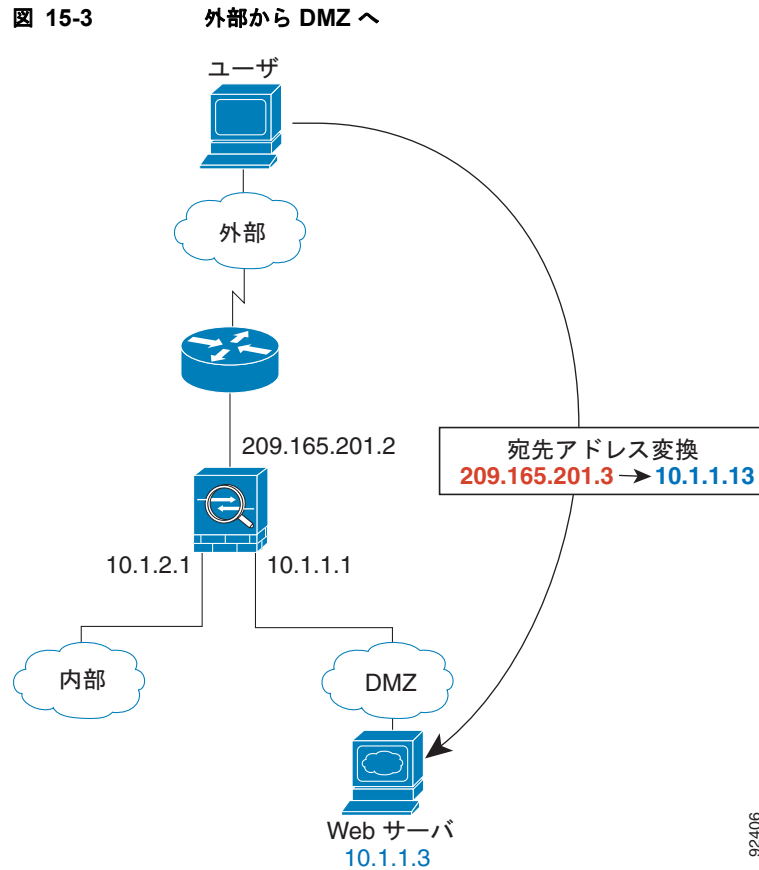 図 15-3 外部から DMZ へ
ユーザ
外部
209.165.201.2
宛先アドレス変換
209.165.201.3 → 10.1.1.13
10.1.2.1 10.1.1.1
内部
DMZ
Web サーバ
10.1.1.3
92406